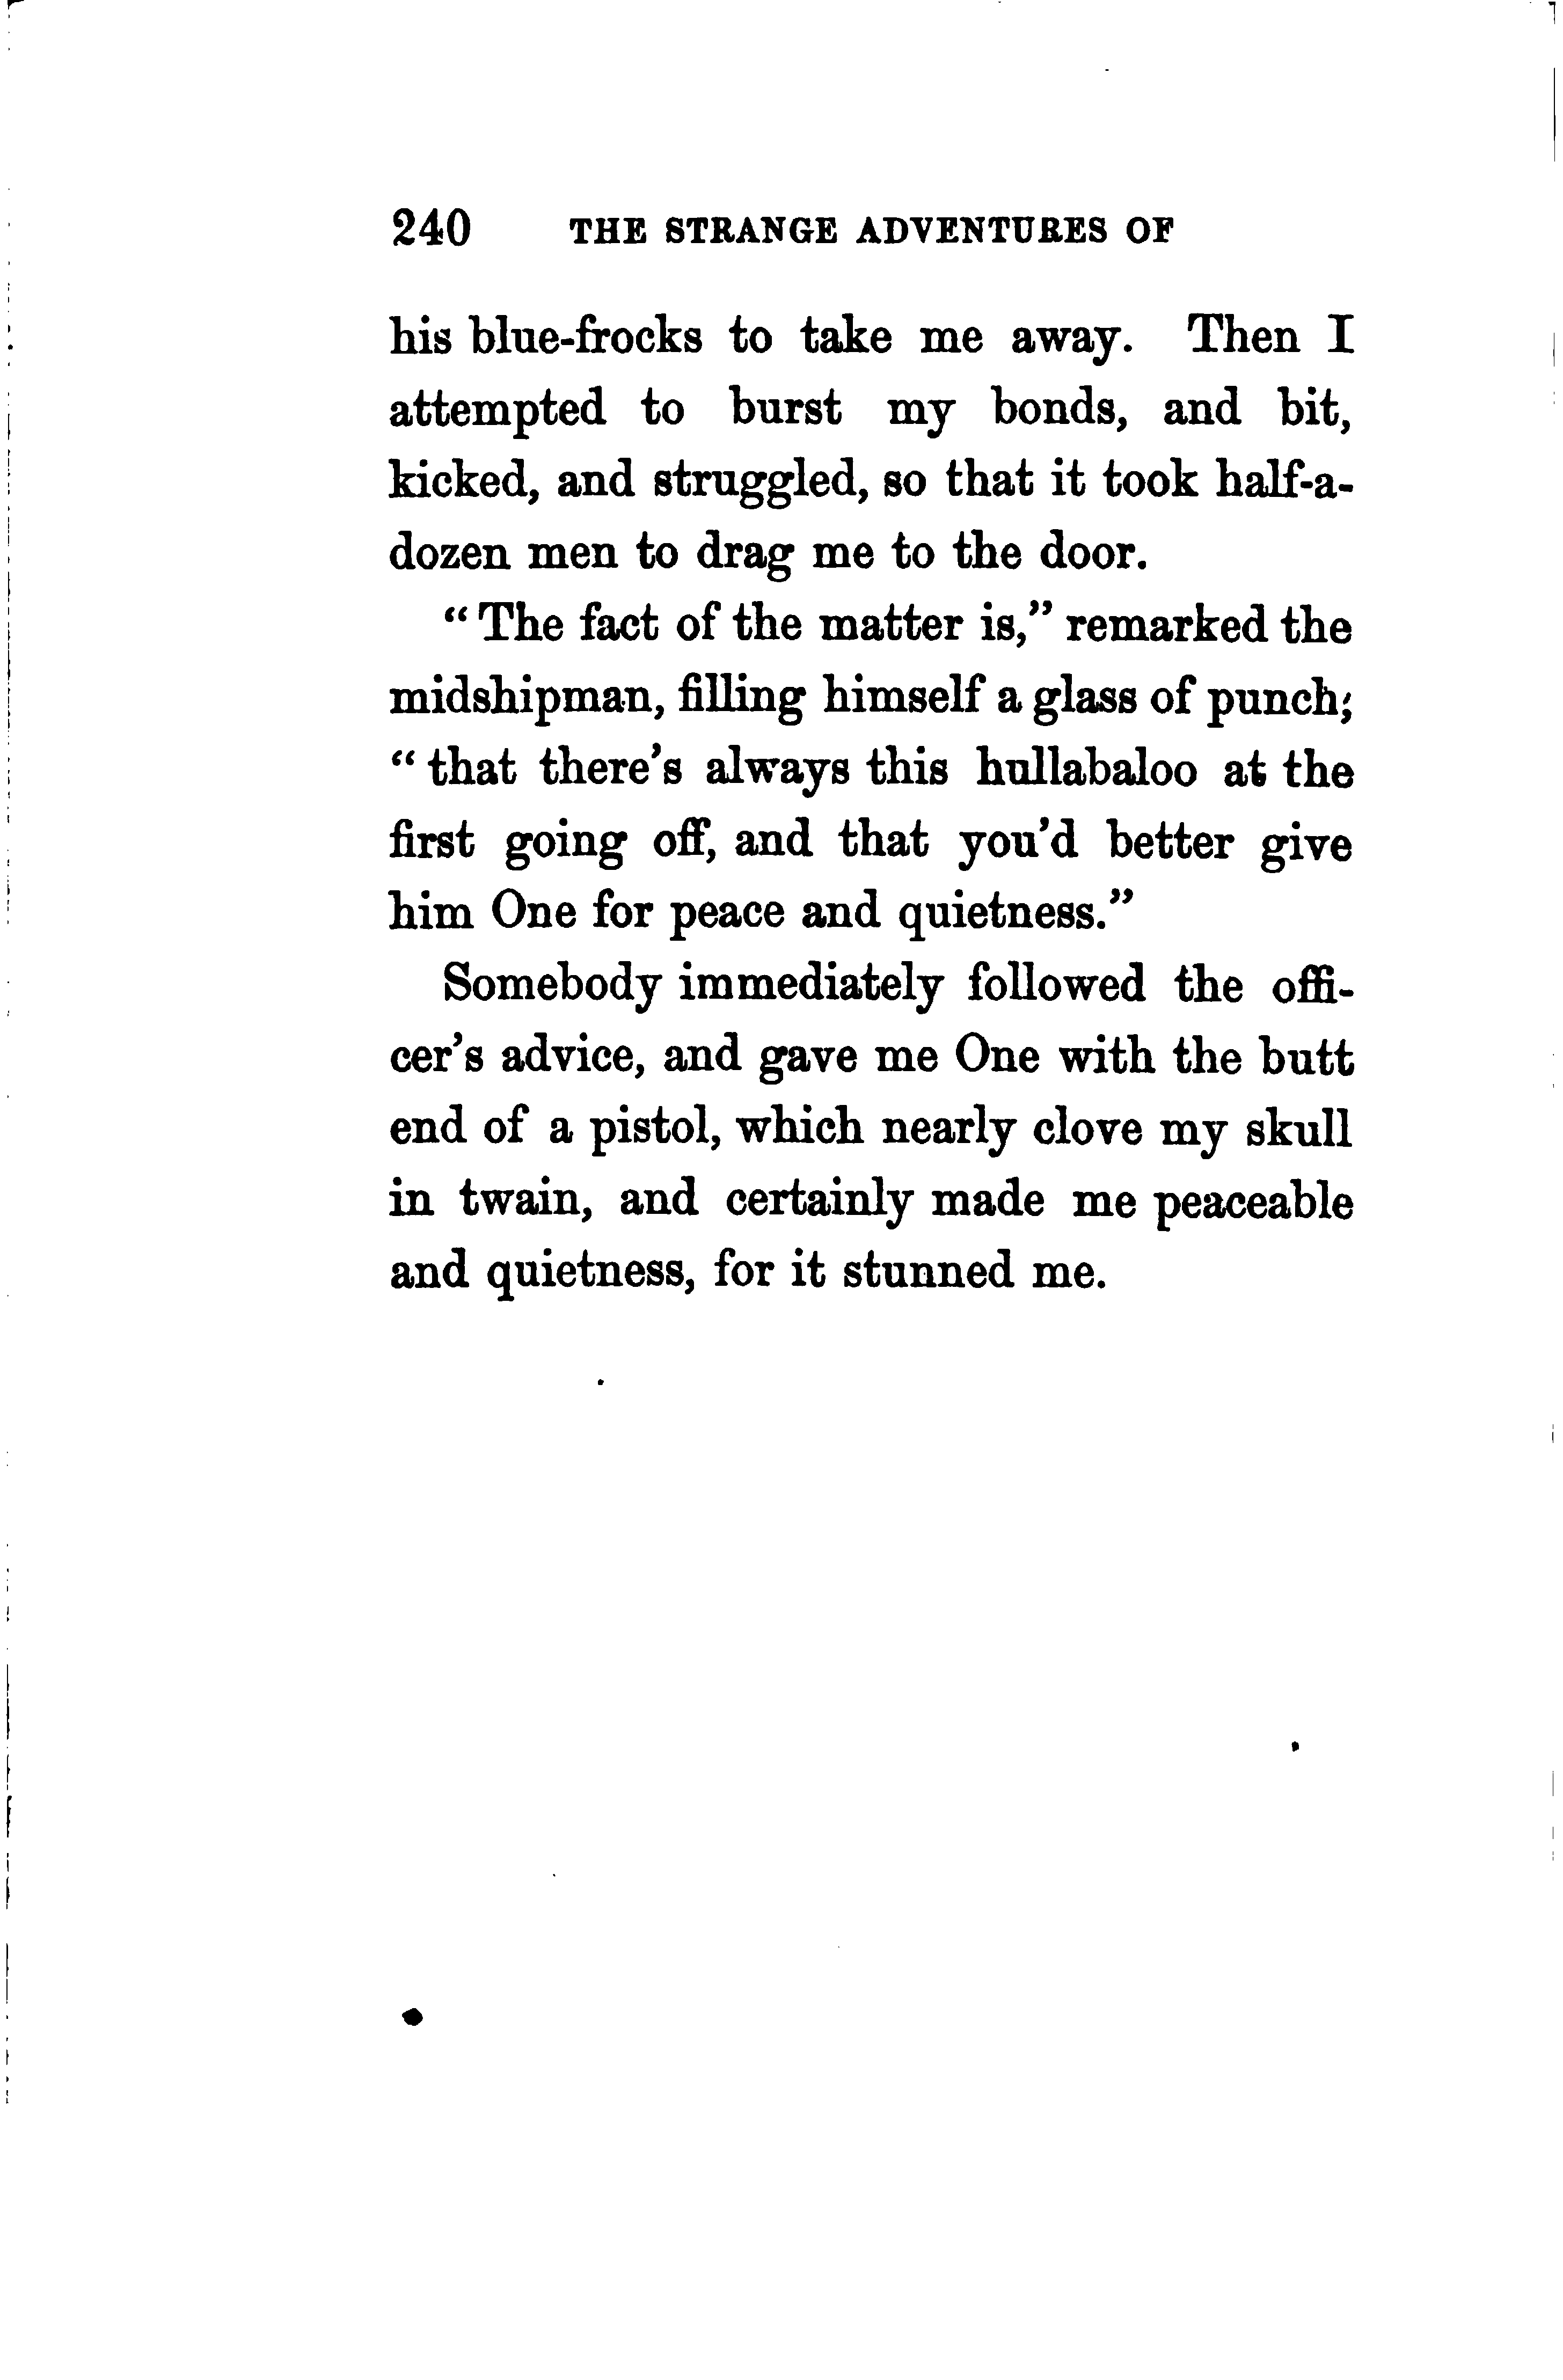 240 THE STRANGE ADVENTURES OF
his blue-frocks to take me away. Then I
attempted to burst my bonds, and bit,
kicked, and struggled, so that it took half-a-
dozen men to drag me to the door.
"The fact of the matter is," remarked the
midshipman, filling himself a glass of punch;
"that there's always this hullabaloo at the
first going off, and that you'd better give
him One for peace and quietness."
Somebody immediately followed the offi-
cer's advice, and gave me One with the butt
end of a pistol, which nearly clove my skull
in twain, and certainly made me peaceable
and quietness, for it stunned me.